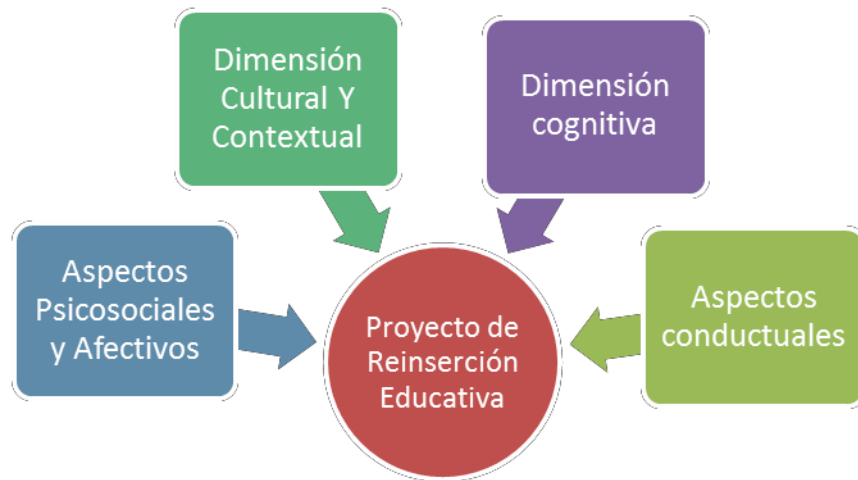 Dimensión
Cultural Y
Contextual
Dimensión
cognitiva
Aspectos
Psicosociales
y Afectivos
Proyecto de
Reinserción
Educativa
Aspectos
conductuales